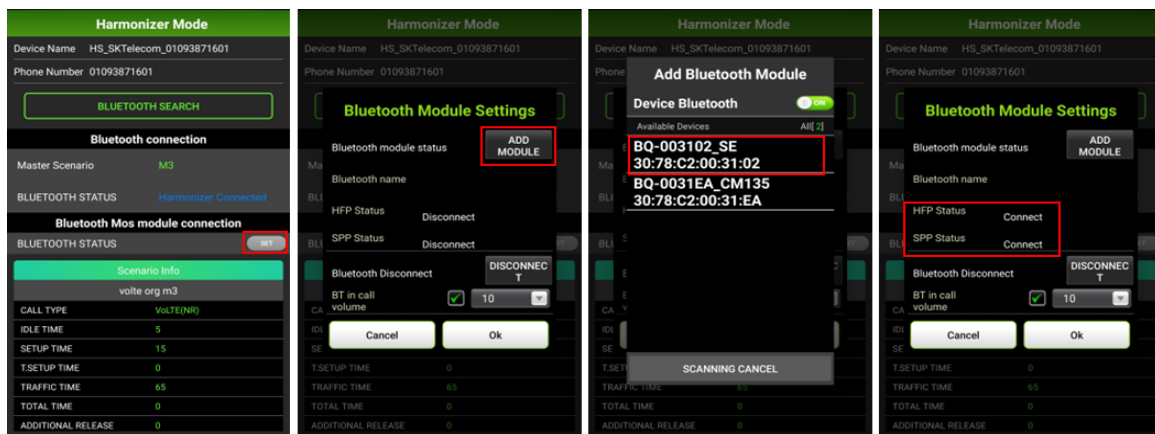 Harmonizer Mode
Device Name HS_SKTelecom_01093871601
Phone Number 01093871601
BLUETOOTH SEARCH
Bluetooth connection
Master Scenario M3
BLUETOOTH STATUS Harmonizer Connected
Bluetooth Mos module connection
BLUETOOTH STATUS SET
Scenario Info
volte org m3
CALL TYPE VoLTE(NR)
IDLE TIME 5
SETUP TIME 15
T.SETUP TIME 0
TRAFFIC TIME 65
TOTAL TIME 0
ADDITIONAL RELEASE 0
Harmonizer Mode
Device Name HS_SKTelecom_01093871601
Phone Number 01093871601
Bluetooth Module Settings
Bluetooth module status ADD
MODULE
Bluetooth name
HFP Status Disconnect
SPP Status Disconnect
Bluetooth Disconnect DISCONNEC
T
BT in call
volume 10
Cancel Ok
T.SETUP TIME 0
TRAFFIC TIME 65
TOTAL TIME 0
ADDITIONAL RELEASE 0
Harmonizer Mode
Device Name HS_SKTelecom_01093871601
Phone
Add Bluetooth Module
Device Bluetooth ON
Available Devices All[ 2]
BQ-003102_SE
30:78:C2:00:31:02
BQ-0031EA_CM135
30:78:C2:00:31:EA
SCANNING CANCEL
TRAFFIC TIME 65
TOTAL TIME 0
ADDITIONAL RELEASE 0
Harmonizer Mode
Device Name HS_SKTelecom_01093871601
Phone Number 01093871601
Bluetooth Module Settings
Bluetooth module status ADD
MODULE
Bluetooth name
HFP Status Connect
SPP Status Connect
Bluetooth Disconnect DISCONNEC
T
BT in call
volume 10
Cancel Ok
T.SETUP TIME 0
TRAFFIC TIME 65
TOTAL TIME 0
ADDITIONAL RELEASE 0